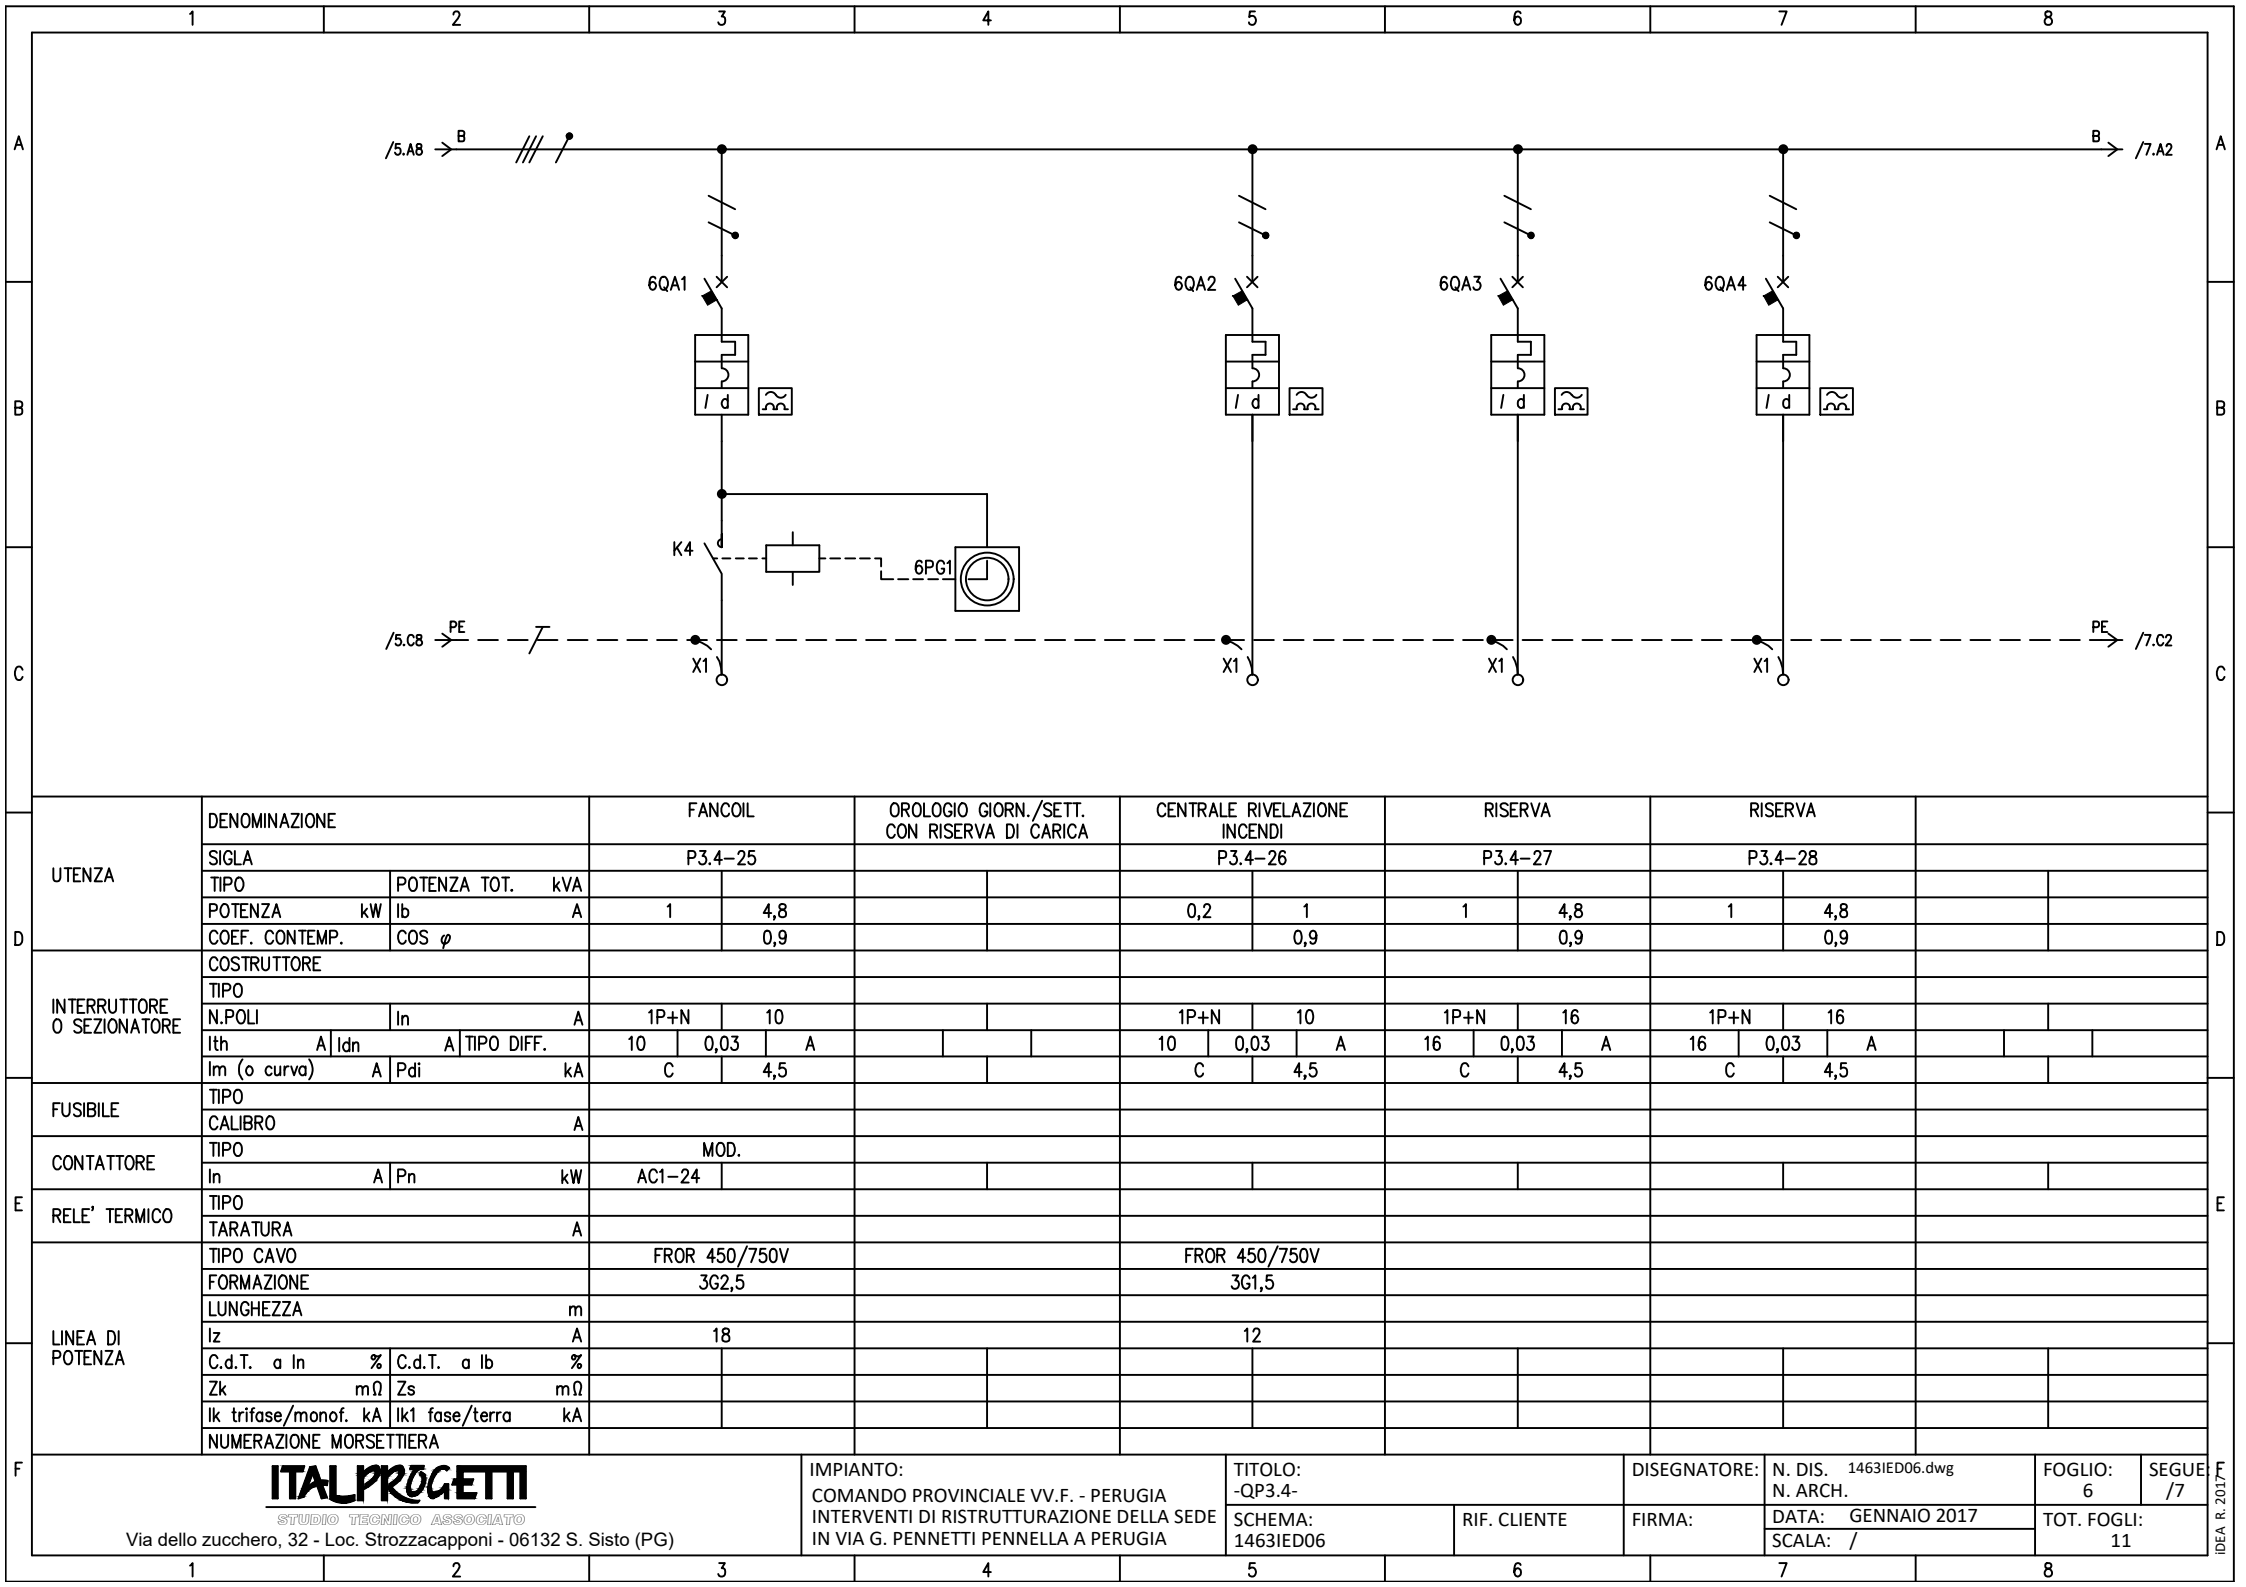 1 2 3 4 5 6 7 8
A A
/5.A8 B B /7.A2
6QA1 6QA2 6QA3 6QA4
B I d I d I d I d B
K4 6PG1
/5.C8 PE PE /7.C2
X1 X1 X1 X1
C C
UTENZA
DENOMINAZIONE FANCOIL OROLOGIO GIORN./SETT. CENTRALE RIVELAZIONE RISERVA RISERVA
CON RISERVA DI CARICA INCENDI
SIGLA P3.4-25 P3.4-26 P3.4-27 P3.4-28
TIPO POTENZA TOT. kVA
POTENZA kW Ib A 1 4,8 0,2 1 1 4,8 1 4,8
D COEF. CONTEMP. COS φ 0,9 0,9 0,9 0,9 D
INTERRUTTORE
O SEZIONATORE
COSTRUTTORE
TIPO
N.POLI In A 1P+N 10 1P+N 10 1P+N 16 1P+N 16
Ith A Idn A TIPO DIFF. 10 0,03 A 10 0,03 A 16 0,03 A 16 0,03 A
Im (o curva) A Pdi kA C 4,5 C 4,5 C 4,5 C 4,5
FUSIBILE
TIPO
CALIBRO A
CONTATTORE
TIPO MOD.
In A Pn kW AC1-24
E E
RELE' TERMICO
TIPO
TARATURA A
LINEA DI
POTENZA
TIPO CAVO FROR 450/750V FROR 450/750V
FORMAZIONE 3G2,5 3G1,5
LUNGHEZZA m
Iz A 18 12
C.d.T. a In % C.d.T. a Ib %
Zk mΩ Zs mΩ
Ik trifase/monof. kA Ik1 fase/terra kA
NUMERAZIONE MORSETTIERA
F F
ITALPROGETTI
STUDIO TECNICO ASSOCIATO
Via dello zucchero, 32 - Loc. Strozzacapponi - 06132 S. Sisto (PG)
IMPIANTO:
COMANDO PROVINCIALE VV.F. - PERUGIA
INTERVENTI DI RISTRUTTURAZIONE DELLA SEDE
IN VIA G. PENNETTI PENNELLA A PERUGIA
TITOLO:
-QP3.4-
SCHEMA:
1463IED06
RIF. CLIENTE
DISEGNATORE:
FIRMA:
N. DIS. 1463IED06.dwg
N. ARCH.
DATA: GENNAIO 2017
SCALA: /
FOGLIO:
6
SEGUE:
/7
TOT. FOGLI:
11
iDEA R. 2017
1 2 3 4 5 6 7 8